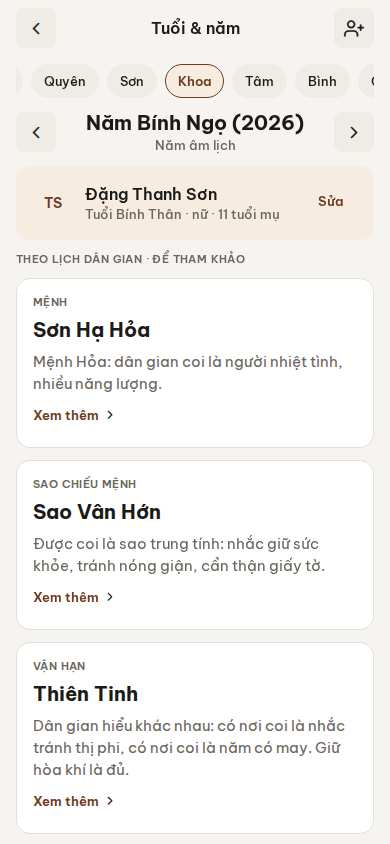 Tuổi & năm
Quyên
Sơn
Khoa
Tâm
Bình
Năm Bính Ngọ (2026)
Năm âm lịch
TS
Đặng Thanh Sơn
Tuổi Bính Thân · nữ · 11 tuổi mụ
Sửa
THEO LỊCH DÂN GIAN · ĐỂ THAM KHẢO
MỆNH
Sơn Hạ Hỏa
Mệnh Hỏa: dân gian coi là người nhiệt tình,
nhiều năng lượng.
Xem thêm
SAO CHIẾU MỆNH
Sao Vân Hớn
Được coi là sao trung tính: nhắc giữ sức
khỏe, tránh nóng giận, cẩn thận giấy tờ.
Xem thêm
VẬN HẠN
Thiên Tinh
Dân gian hiểu khác nhau: có nơi coi là nhắc
tránh thị phi, có nơi coi là năm có may. Giữ
hòa khí là đủ.
Xem thêm